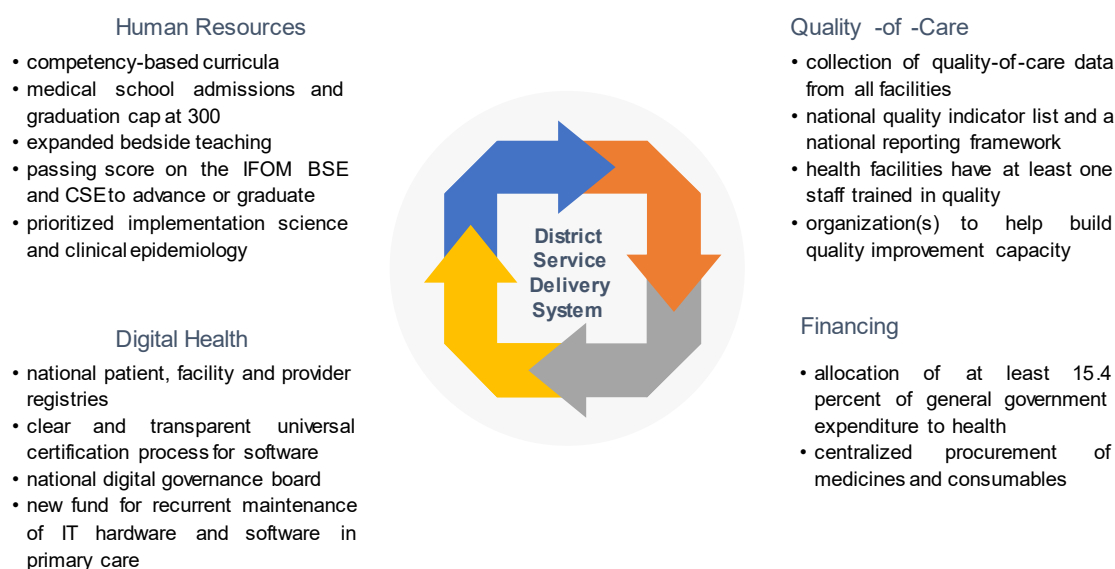 Human Resources
• competency-based curricula
• medical school admissions and
graduation cap at 300
• expanded bedside teaching
• passing score on the IFOM BSE
and CSE to advance or graduate
• prioritized implementation science
and clinical epidemiology
Quality -of -Care
• collection of quality-of-care data
from all facilities
• national quality indicator list and a
national reporting framework
• health facilities have at least one
staff trained in quality
• organization(s) to help build
quality improvement capacity
District
Service
Delivery
System
Digital Health
• national patient, facility and provider
registries
• clear and transparent universal
certification process for software
• national digital governance board
• new fund for recurrent maintenance
of IT hardware and software in
primary care
Financing
• allocation of at least 15.4
percent of general government
expenditure to health
• centralized procurement of
medicines and consumables